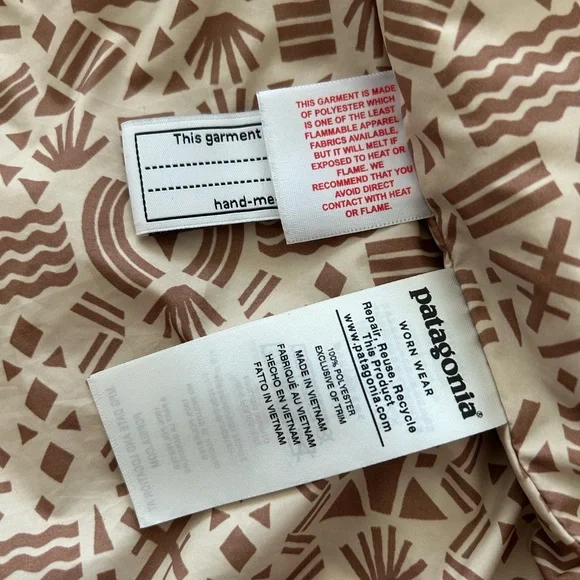 This garment
hand-me
THIS GARMENT IS MADE
OF POLYESTER WHICH
IS ONE OF THE LEAST
FLAMMABLE APPAREL
FABRICS AVAILABLE,
BUT IT WILL MELT IF
EXPOSED TO HEAT OR
FLAME. WE
RECOMMEND THAT YOU
AVOID DIRECT
CONTACT WITH HEAT
OR FLAME.
patagonia®
WORN WEAR
Repair, Reuse, Recycle
This Product
www.patagonia.com
100% POLYESTER
EXCLUSIVE OF TRIM
MADE IN VIETNAM
FABRIQUÉ AU VIETNAM
HECHO EN VIETNAM
FATTO IN VIETNAM